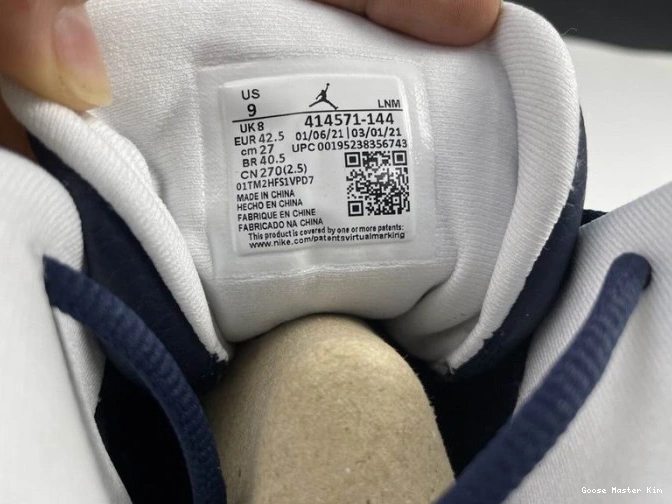 US
9
LNM
UK 8
414571-144
EUR 42.5
01/06/21 | 03/01/21
cm 27
UPC 00195238356743
BR 40.5
CN 270(2.5)
01TM2HFS1VPD7
MADE IN CHINA
HECHO EN CHINA
FABRIQUE EN CHINE
FABRICADO NA CHINA
This product is covered by one or more patents:
www.nike.com/patentsvirtualmarking
Goose Master Kim